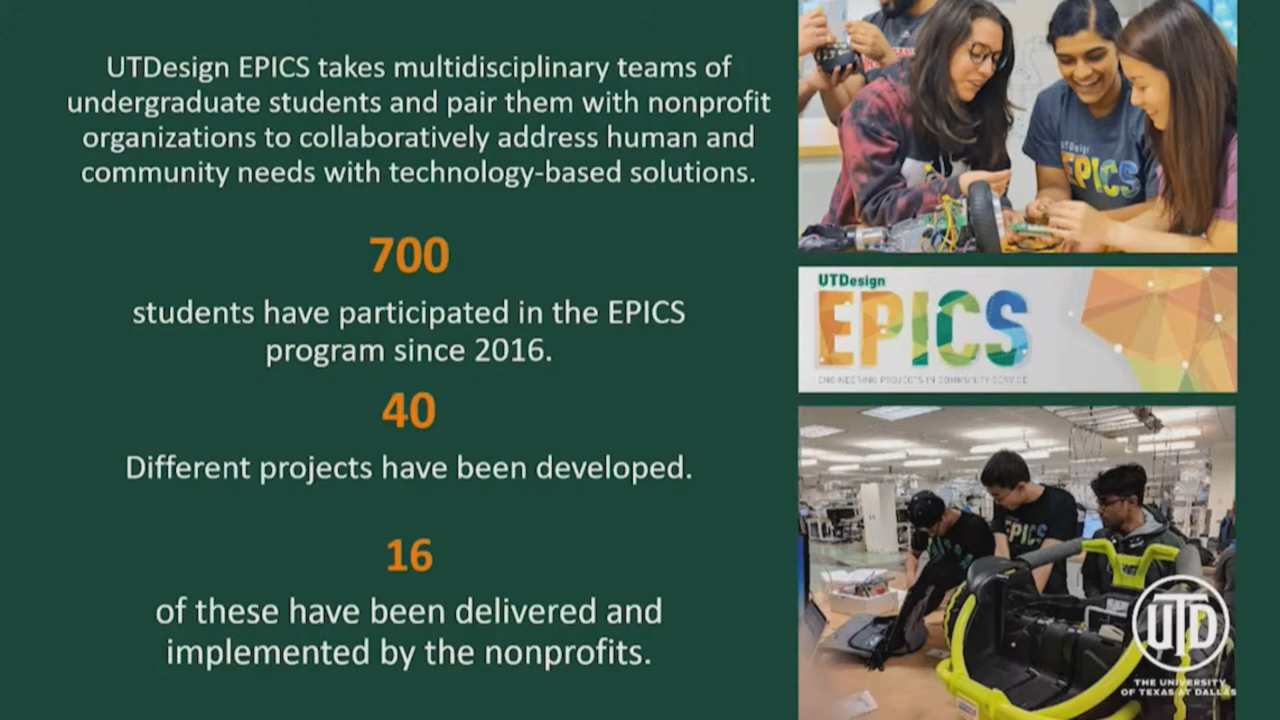 UTDesign EPICS takes multidisciplinary teams of
undergraduate students and pair them with nonprofit
organizations to collaboratively address human and
community needs with technology-based solutions.
700
students have participated in the EPICS
program since 2016.
40
Different projects have been developed.
16
of these have been delivered and
implemented by the nonprofits.
UTDesign
EPICS
UTDesign
EPICS
ENGINEERING PROJECTS IN COMMUNITY SERVICE
EPICS
UTD
THE UNIVERSITY
OF TEXAS AT DALLAS